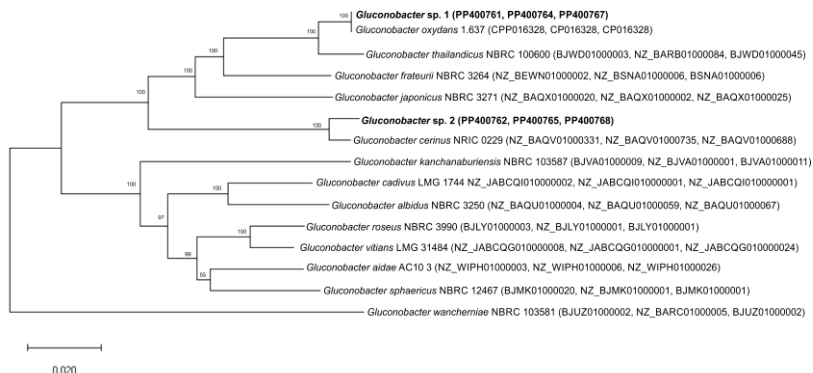 100
Gluconobacter sp. 1 (PP400761, PP400764, PP400767)
Gluconobacter oxydans 1.637 (CPP016328, CP016328, CP016328)
100
Gluconobacter thailandicus NBRC 100600 (BJWD01000003, NZ_BARB01000084, BJWD01000045)
100
Gluconobacter frateurii NBRC 3264 (NZ_BEWN01000002, NZ_BSNA01000006, BSNA01000006)
100
Gluconobacter japonicus NBRC 3271 (NZ_BAQX01000020, NZ_BAQX01000002, NZ_BAQX01000025)
100
Gluconobacter sp. 2 (PP400762, PP400765, PP400768)
100
Gluconobacter cerinus NRIC 0229 (NZ_BAQV01000331, NZ_BAQV01000735, NZ_BAQV01000688)
Gluconobacter kanchanaburiensis NBRC 103587 (BJVA01000009, NZ_BJVA01000001, BJVA01000011)
100
Gluconobacter cadivus LMG 1744 NZ_JABCQI010000002, NZ_JABCQI010000001, NZ_JABCQI010000001)
100
Gluconobacter albidus NBRC 3250 (NZ_BAQU01000004, NZ_BAQU01000059, NZ_BAQU01000067)
97
Gluconobacter roseus NBRC 3990 (BJLY01000003, NZ_BJLY01000001, BJLY01000001)
100
Gluconobacter vitians LMG 31484 (NZ_JABCQG010000008, NZ_JABCQG010000001, NZ_JABCQG010000024)
99
Gluconobacter aidae AC10 3 (NZ_WIPH01000003, NZ_WIPH01000006, NZ_WIPH01000026)
55
Gluconobacter sphaericus NBRC 12467 (BJMK01000020, NZ_BJMK01000001, BJMK01000001)
Gluconobacter wancherniae NBRC 103581 (BJUZ01000002, NZ_BARC01000005, BJUZ01000002)
0.020